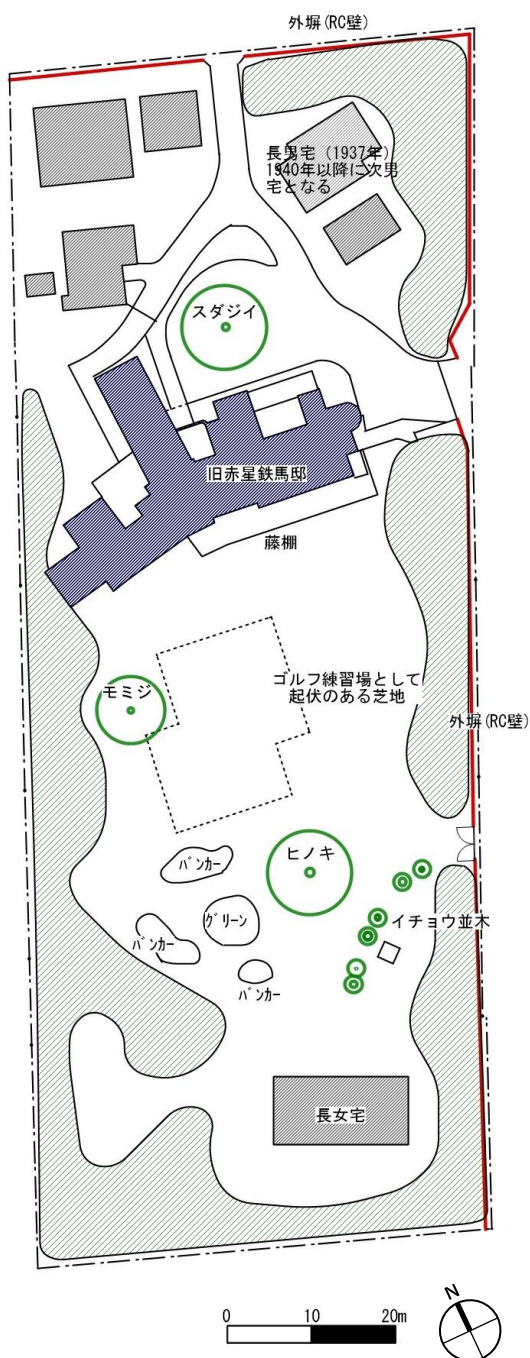 外塀(RC壁)
長男宅（1937年）
1940年以降に次男
宅となる
スダジイ
旧赤星鉄馬邸
藤棚
モミジ
ゴルフ練習場として
起伏のある芝地
外塀(RC壁)
バンカー
ヒノキ
グリーン
イチョウ並木
バンカー
バンカー
長女宅
N
0 10 20m